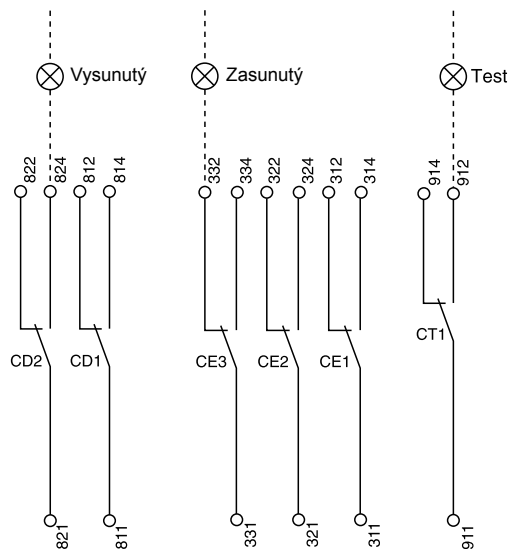 Vysunutý Zasunutý Test
822 824 812 814 332 334 322 324 312 314 914 912
CD2 CD1 CE3 CE2 CE1 CT1
821 811 331 321 311 911